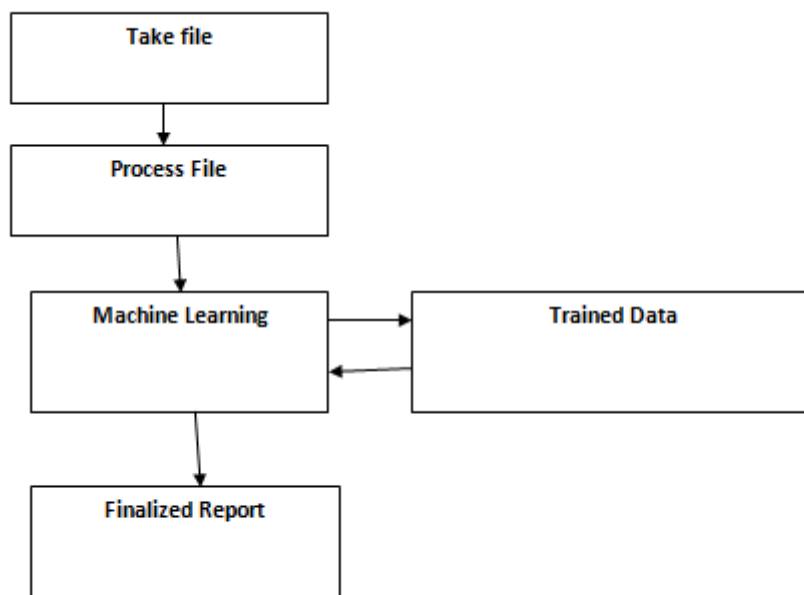 Take file
Process File
Machine Learning
Trained Data
Finalized Report